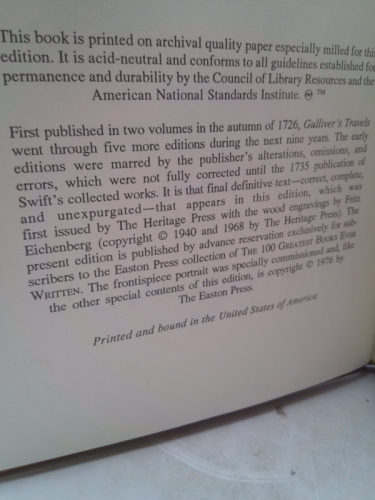 This book is printed on archival quality paper especially milled for this
edition. It is acid-neutral and conforms to all guidelines established for
permanence and durability by the Council of Library Resources and the
American National Standards Institute. ∞ ™
First published in two volumes in the autumn of 1726, Gulliver's Travels
went through five more editions during the next nine years. The early
editions were marred by the publisher's alterations, omissions, and
errors, which were not fully corrected until the 1735 publication of
Swift's collected works. It is that final definitive text—correct, complete,
and unexpurgated—that appears in this edition, which was
first issued by The Heritage Press with the wood engravings by Fritz
Eichenberg (copyright © 1940 and 1968 by The Heritage Press). The
present edition is published by advance reservation exclusively for sub-
scribers to the Easton Press collection of THE 100 GREATEST BOOKS EVER
WRITTEN. The frontispiece portrait was specially commissioned and, like
the other special contents of this edition, is copyright © 1976 by
The Easton Press.
Printed and bound in the United States of America